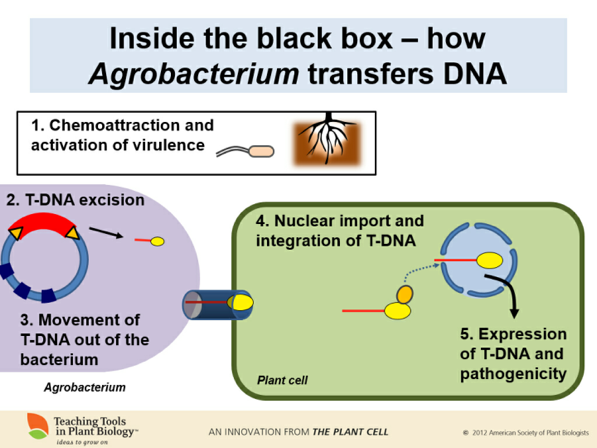 Inside the black box – how
Agrobacterium transfers DNA
1. Chemoattraction and
activation of virulence
2. T-DNA excision
3. Movement of
T-DNA out of the
bacterium
Agrobacterium
4. Nuclear import and
integration of T-DNA
5. Expression
of T-DNA and
pathogenicity
Plant cell
Teaching Tools
in Plant Biology™
ideas to grow on
AN INNOVATION FROM THE PLANT CELL
© 2012 American Society of Plant Biologists